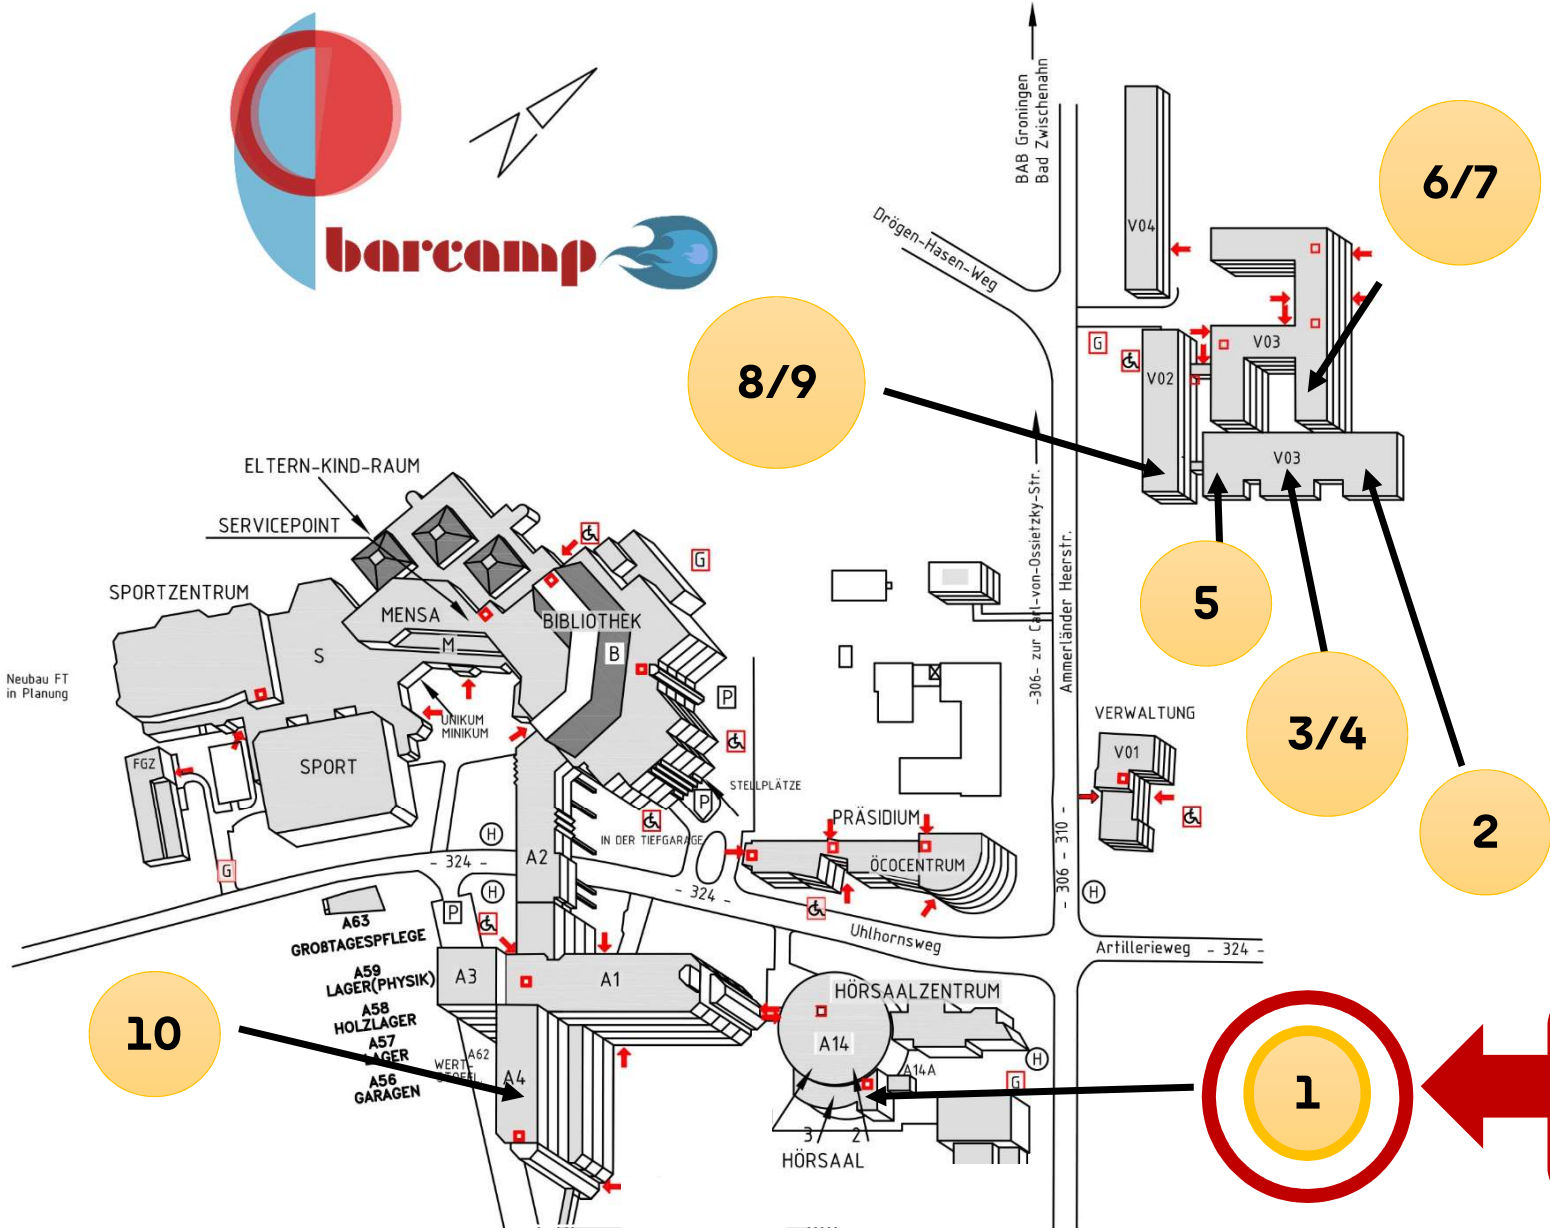 barcamp
BAB Groningen
Bad Zwischenahn
Drögen-Hasen-Weg
V04
6/7
V03
G
V02
8/9
V03
-306- zur Carl-von-Ossietzky-Str.
Ammerländer Heerstr.
ELTERN-KIND-RAUM
SERVICEPOINT
G
5
SPORTZENTRUM
MENSA
BIBLIOTHEK
M
S
B
Neubau FT
in Planung
UNIKUM
MINIKUM
P
VERWALTUNG
V01
3/4
FGZ
SPORT
STELLPLÄTZE
P
2
PRÄSIDIUM
ÖCOCENTRUM
IN DER TIEFGARAGE
H
A2
- 324 -
G
- 324 -
- 306 - 310 -
H
H
P
A63
GROßTAGESPFLEGE
Uhlhornsweg
Artillerieweg - 324 -
A59
LAGER(PHYSIK)
A3
A1
HÖRSAALZENTRUM
A58
HOLZLAGER
A57
LAGER
A56
GARAGEN
10
A62
WERT-
STOFFL.
A4
A14
A14A
H
G
1
3
2
HÖRSAAL